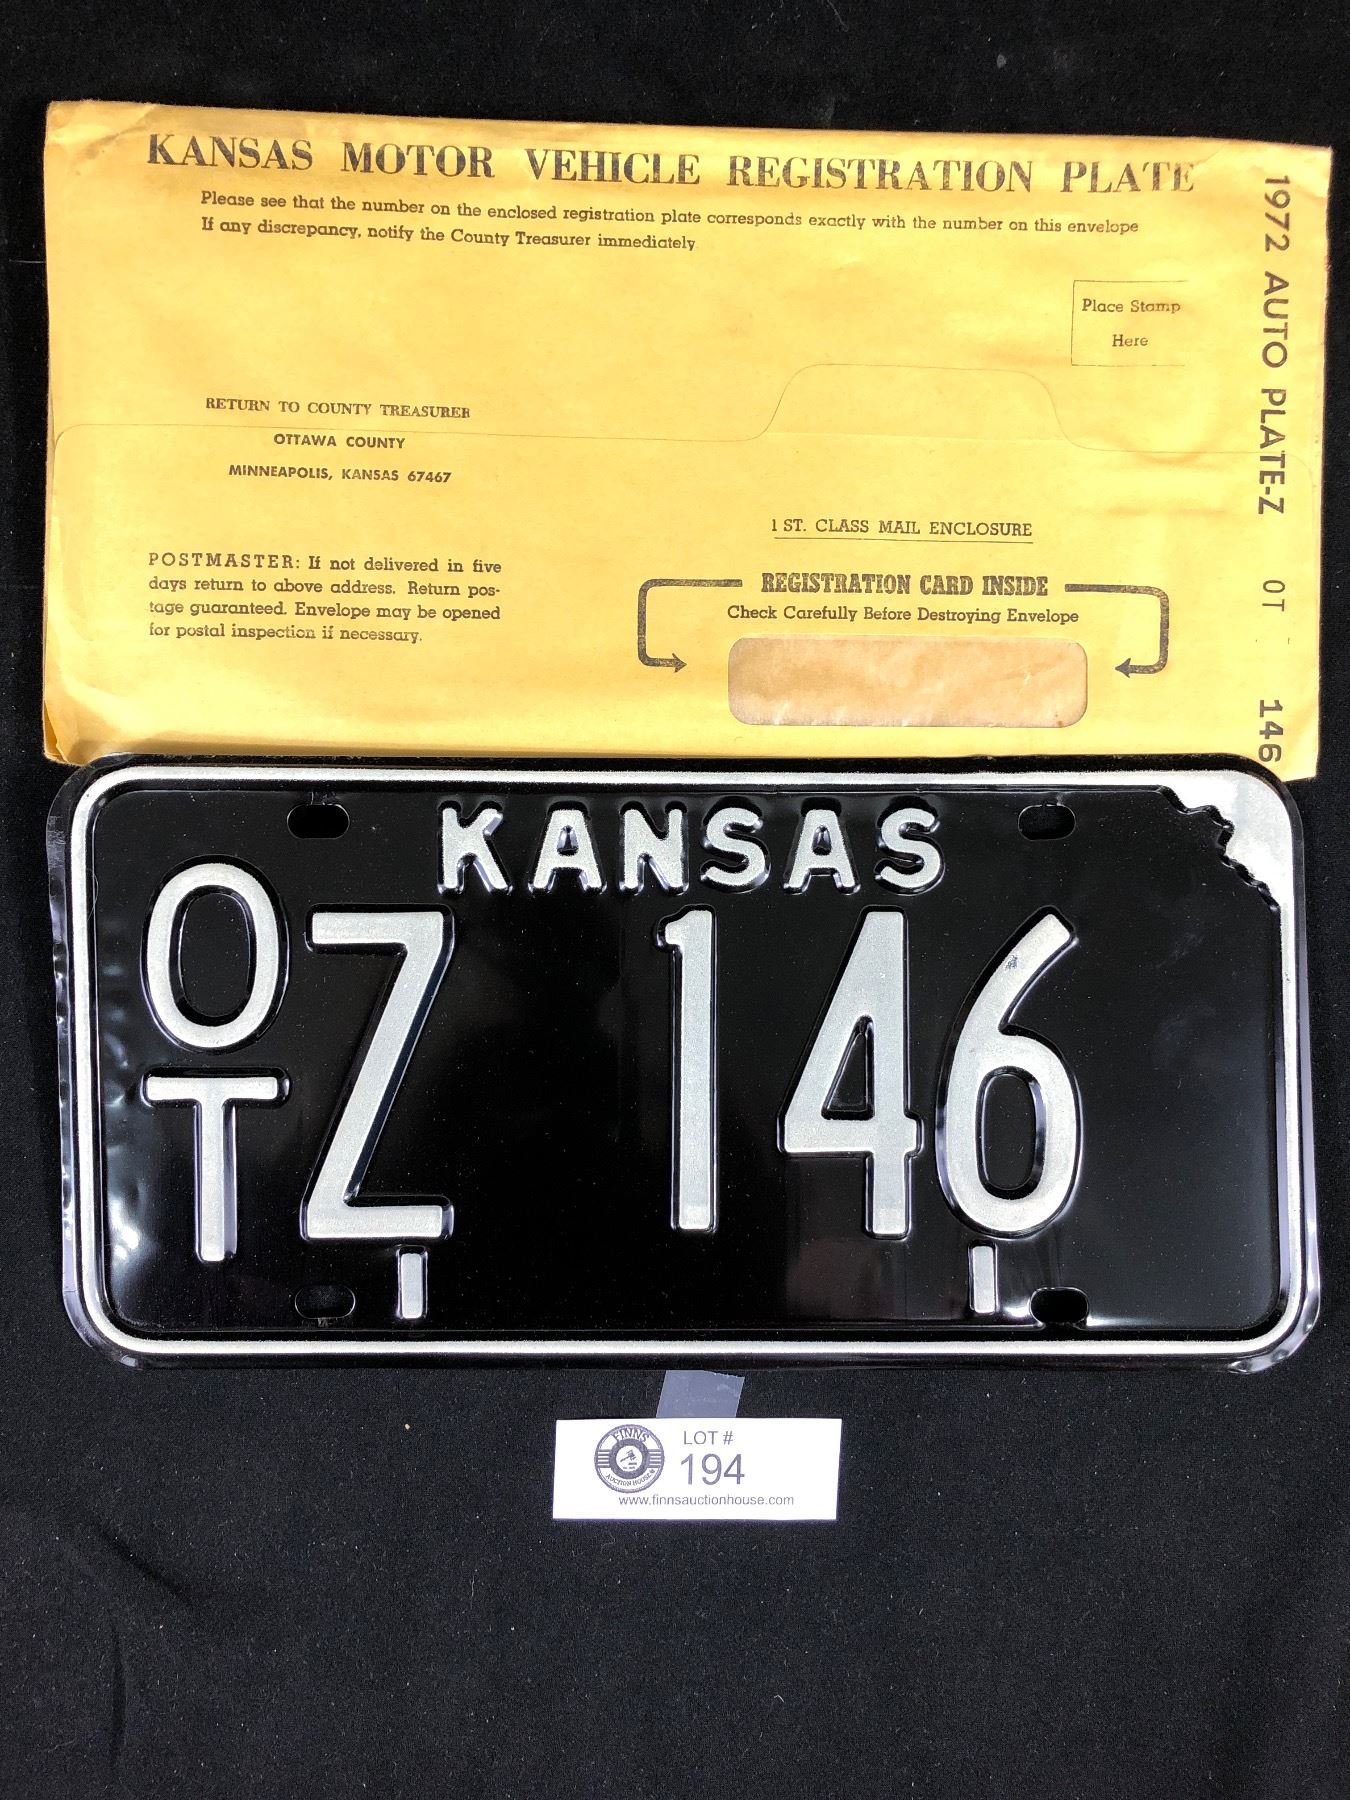 KANSAS MOTOR VEHICLE REGISTRATION PLATE
Please see that the number on the enclosed registration plate corresponds exactly with the number on this envelope
If any discrepancy, notify the County Treasurer immediately.
Place Stamp
Here
RETURN TO COUNTY TREASURER
OTTAWA COUNTY
MINNEAPOLIS, KANSAS 67467
POSTMASTER: If not delivered in five
days return to above address. Return pos-
tage guaranteed. Envelope may be opened
for postal inspection if necessary.
1 ST. CLASS MAIL ENCLOSURE
REGISTRATION CARD INSIDE
Check Carefully Before Destroying Envelope
1972 AUTO PLATE-Z OT 146
KANSAS
OT Z 146
FINNS
AUCTION HOUSE
LOT #
194
www.finnsauctionhouse.com